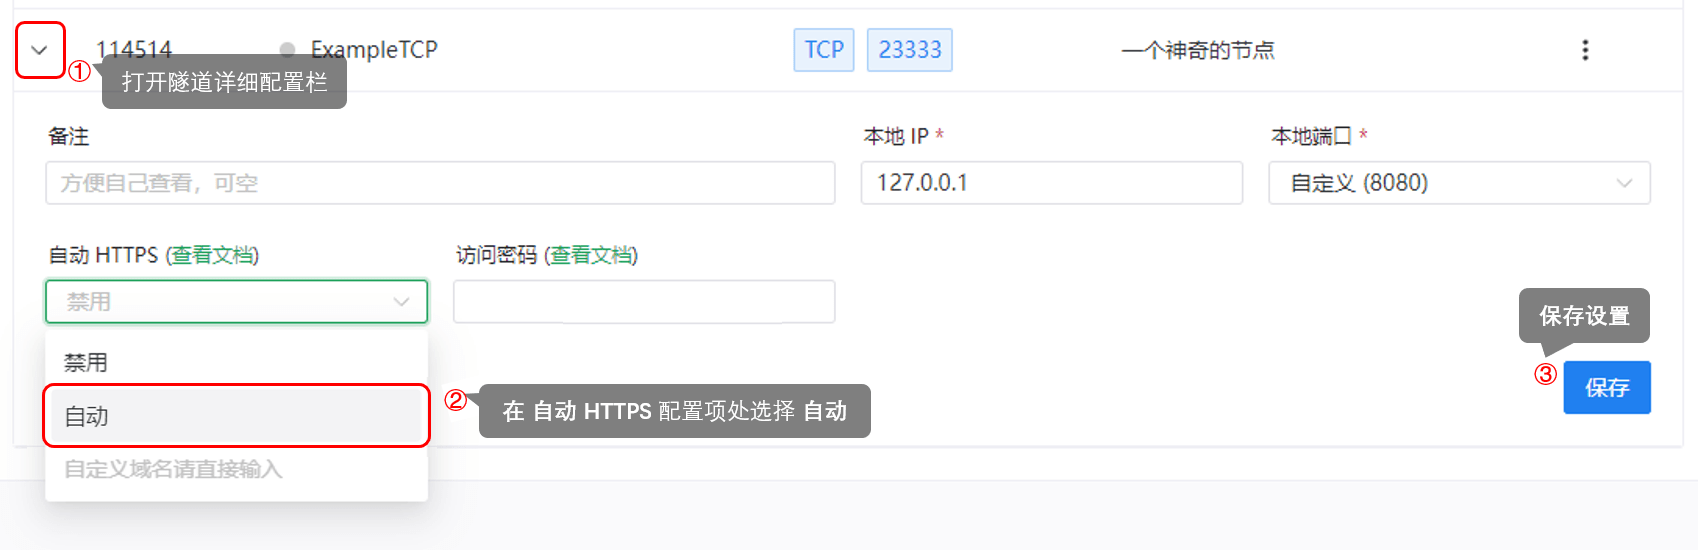 114514 ExampleTCP TCP 23333 一个神奇的节点
① 打开隧道详细配置栏
备注 本地 IP * 本地端口 *
方便自己查看，可空 127.0.0.1 自定义 (8080)
自动 HTTPS (查看文档) 访问密码 (查看文档)
禁用
保存设置
禁用
③ 保存
自动
② 在 自动 HTTPS 配置项处选择 自动
自定义域名请直接输入